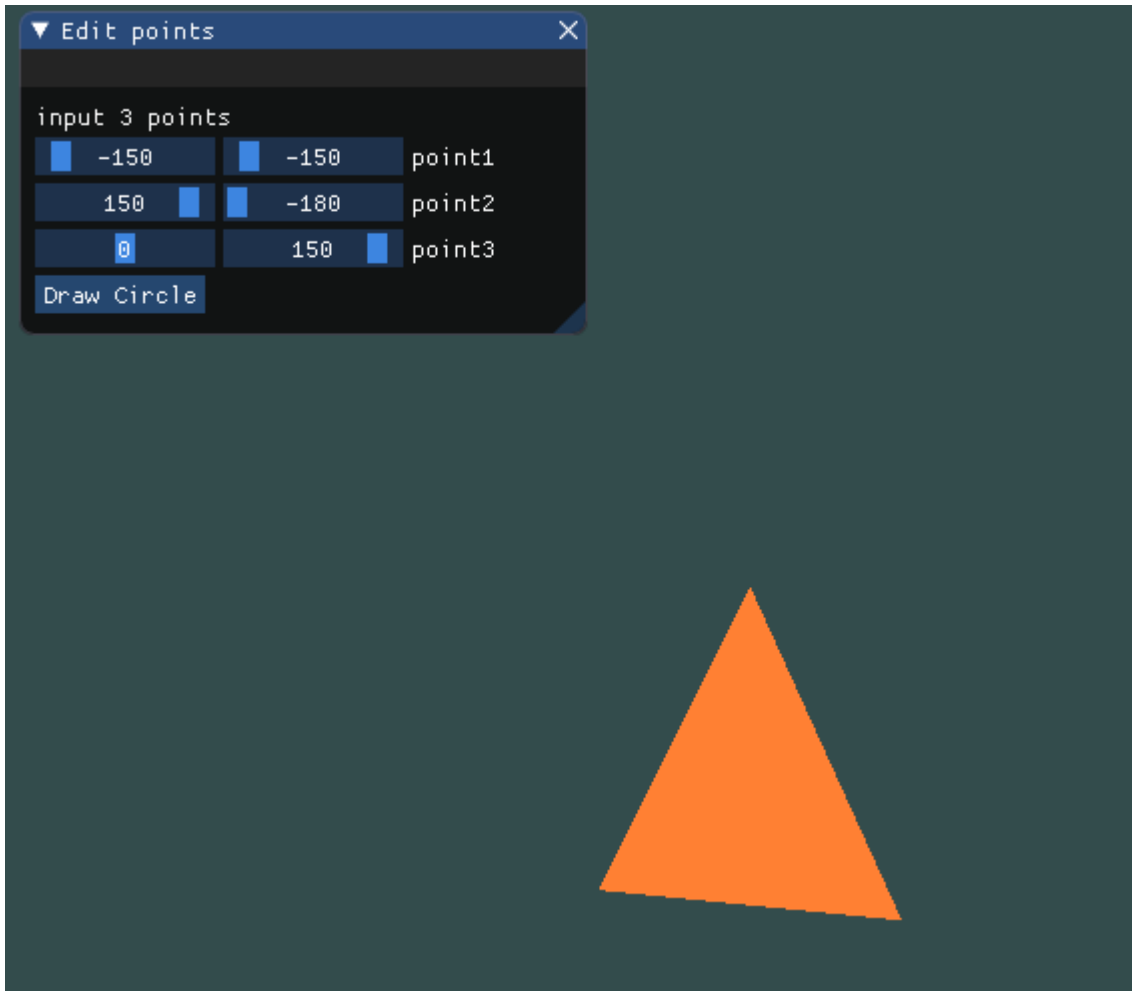 Edit points
input 3 points
-150 -150 point1
150 -180 point2
0 150 point3
Draw Circle